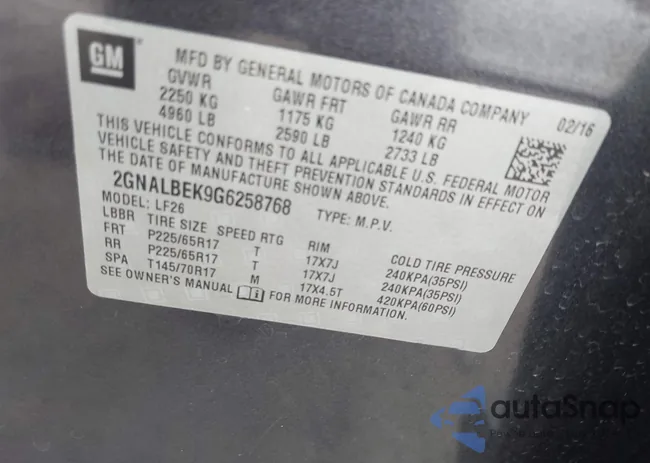 GM
MFD BY GENERAL MOTORS OF CANADA COMPANY
GVWR GAWR FRT GAWR RR 02/16
2250 KG 1175 KG 1240 KG
4960 LB 2590 LB 2733 LB
THIS VEHICLE CONFORMS TO ALL APPLICABLE U.S. FEDERAL MOTOR
VEHICLE SAFETY AND THEFT PREVENTION STANDARDS IN EFFECT ON
THE DATE OF MANUFACTURE SHOWN ABOVE.
2GNALBEK9G6258768 TYPE: M.P.V.
MODEL: LF26
LBBR TIRE SIZE SPEED RTG RIM COLD TIRE PRESSURE
FRT P225/65R17 T 17X7J 240KPA(35PSI)
RR P225/65R17 T 17X7J 240KPA(35PSI)
SPA T145/70R17 M 17X4.5T 420KPA(60PSI)
SEE OWNER'S MANUAL FOR MORE INFORMATION.
autoSnap